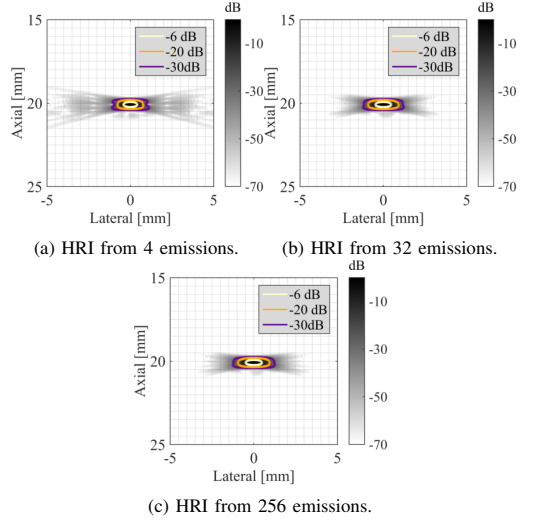 dB
15
-6 dB
-20 dB
-30dB
-10
Axial [mm]
20
-30
-50
25
-70
-5
0
5
Lateral [mm]
(a) HRI from 4 emissions.
dB
15
-6 dB
-20 dB
-30dB
-10
Axial [mm]
20
-30
-50
25
-70
-5
0
5
Lateral [mm]
(b) HRI from 32 emissions.
dB
15
-6 dB
-20 dB
-30dB
-10
Axial [mm]
20
-30
-50
25
-70
-5
0
5
Lateral [mm]
(c) HRI from 256 emissions.